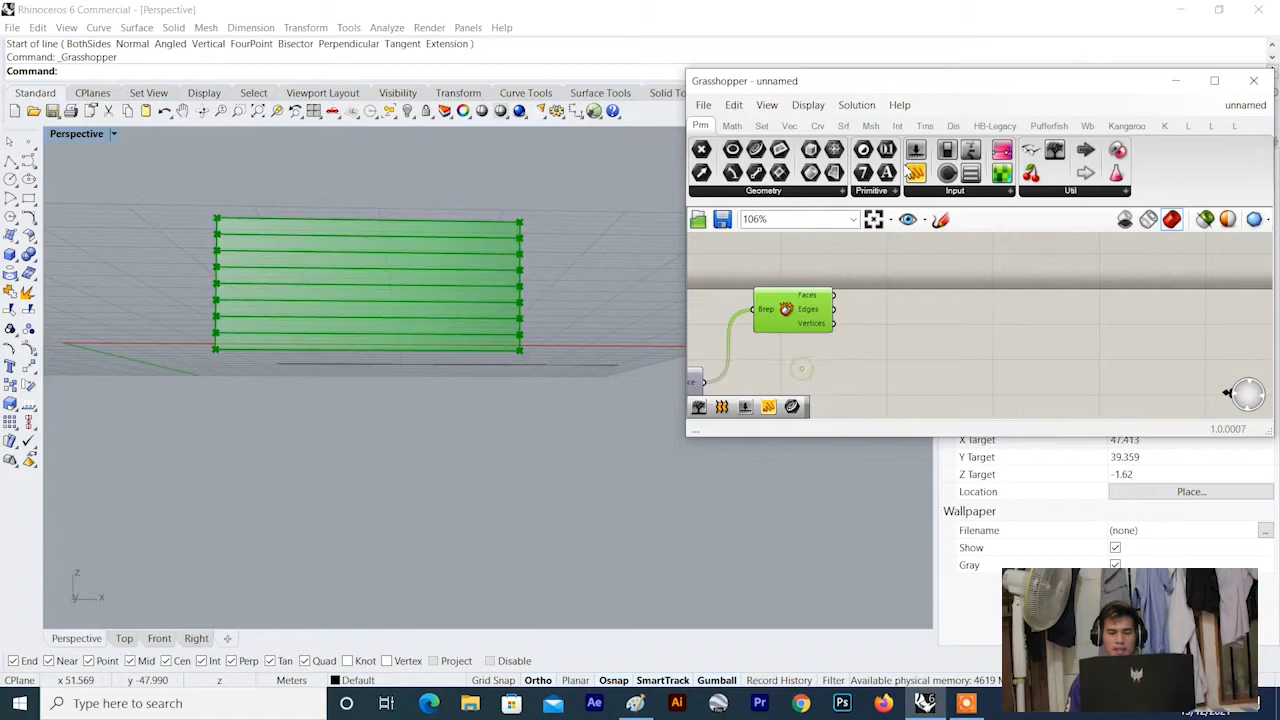 Rhinoceros 6 Commercial - [Perspective]
File Edit View Curve Surface Solid Mesh Dimension Transform Tools Analyze Render Panels Help
Start of line ( BothSides Normal Angled Vertical FourPoint Bisector Perpendicular Tangent Extension )
Command: _Grasshopper
Command:
Standard CPlanes Set View Display Select Viewport Layout Visibility Transform Curve Tools Surface Tools Solid To
Perspective
Grasshopper - unnamed
File Edit View Display Solution Help unnamed
Prm Math Set Vec Crv Srf Msh Int Trns Dis HB-Legacy Pufferfish Wb Kangaroo K L L L
Geometry Primitive Input Util
106%
Faces
Brep Edges
Vertices
ce
...
1.0.0007
X Target 47.413
Y Target 39.359
Z Target -1.62
Location Place...
Wallpaper
Filename (none) ...
Show
Gray
z
y x
Perspective Top Front Right
End Near Point Mid Cen Int Perp Tan Quad Knot Vertex Project Disable
CPlane x 51.569 y -47.990 z Meters Default Grid Snap Ortho Planar Osnap SmartTrack Gumball Record History Filter Available physical memory: 4619 M
Type here to search